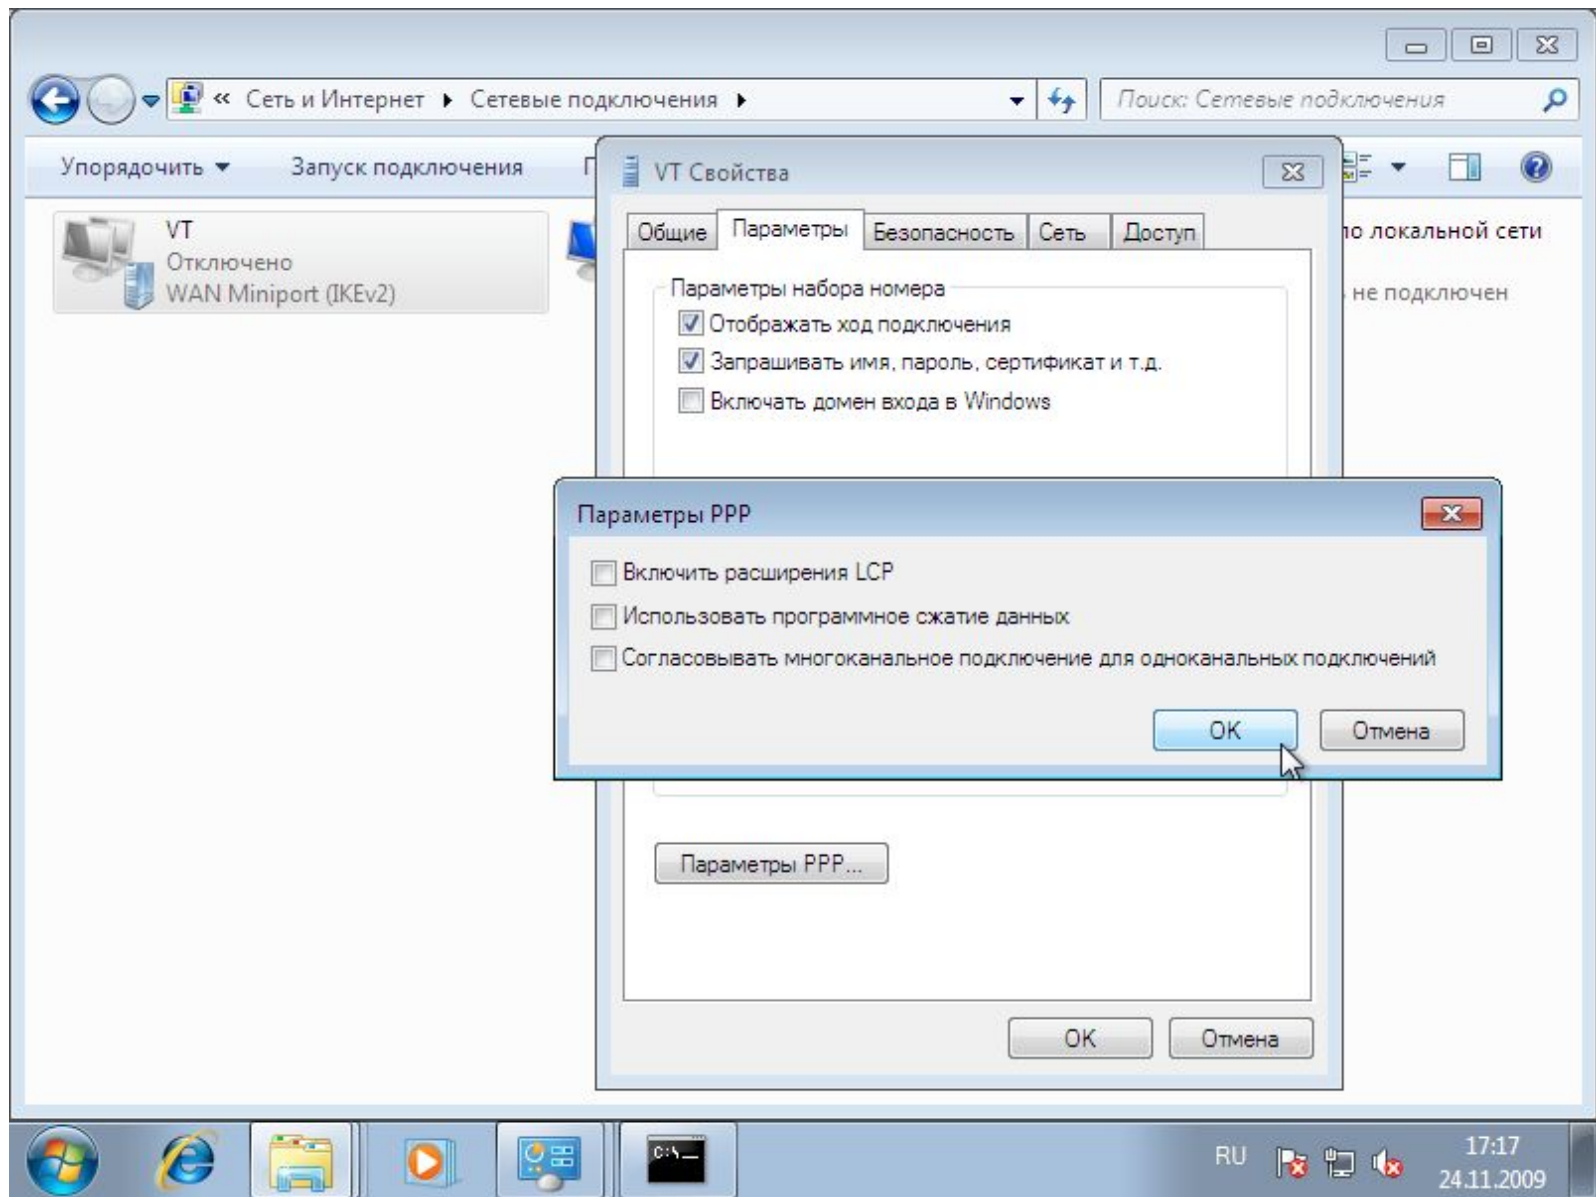 Сеть и Интернет
Сетевые подключения
Поиск: Сетевые подключения
Упорядочить
Запуск подключения
VT
Отключено
WAN Miniport (IKEv2)
по локальной сети
не подключен
VT Свойства
Общие
Параметры
Безопасность
Сеть
Доступ
Параметры набора номера
Отображать ход подключения
Запрашивать имя, пароль, сертификат и т.д.
Включать домен входа в Windows
Параметры PPP
Включить расширения LCP
Использовать программное сжатие данных
Согласовывать многоканальное подключение для одноканальных подключений
OK
Отмена
Параметры PPP...
OK
Отмена
C:\_
RU
17:17
24.11.2009